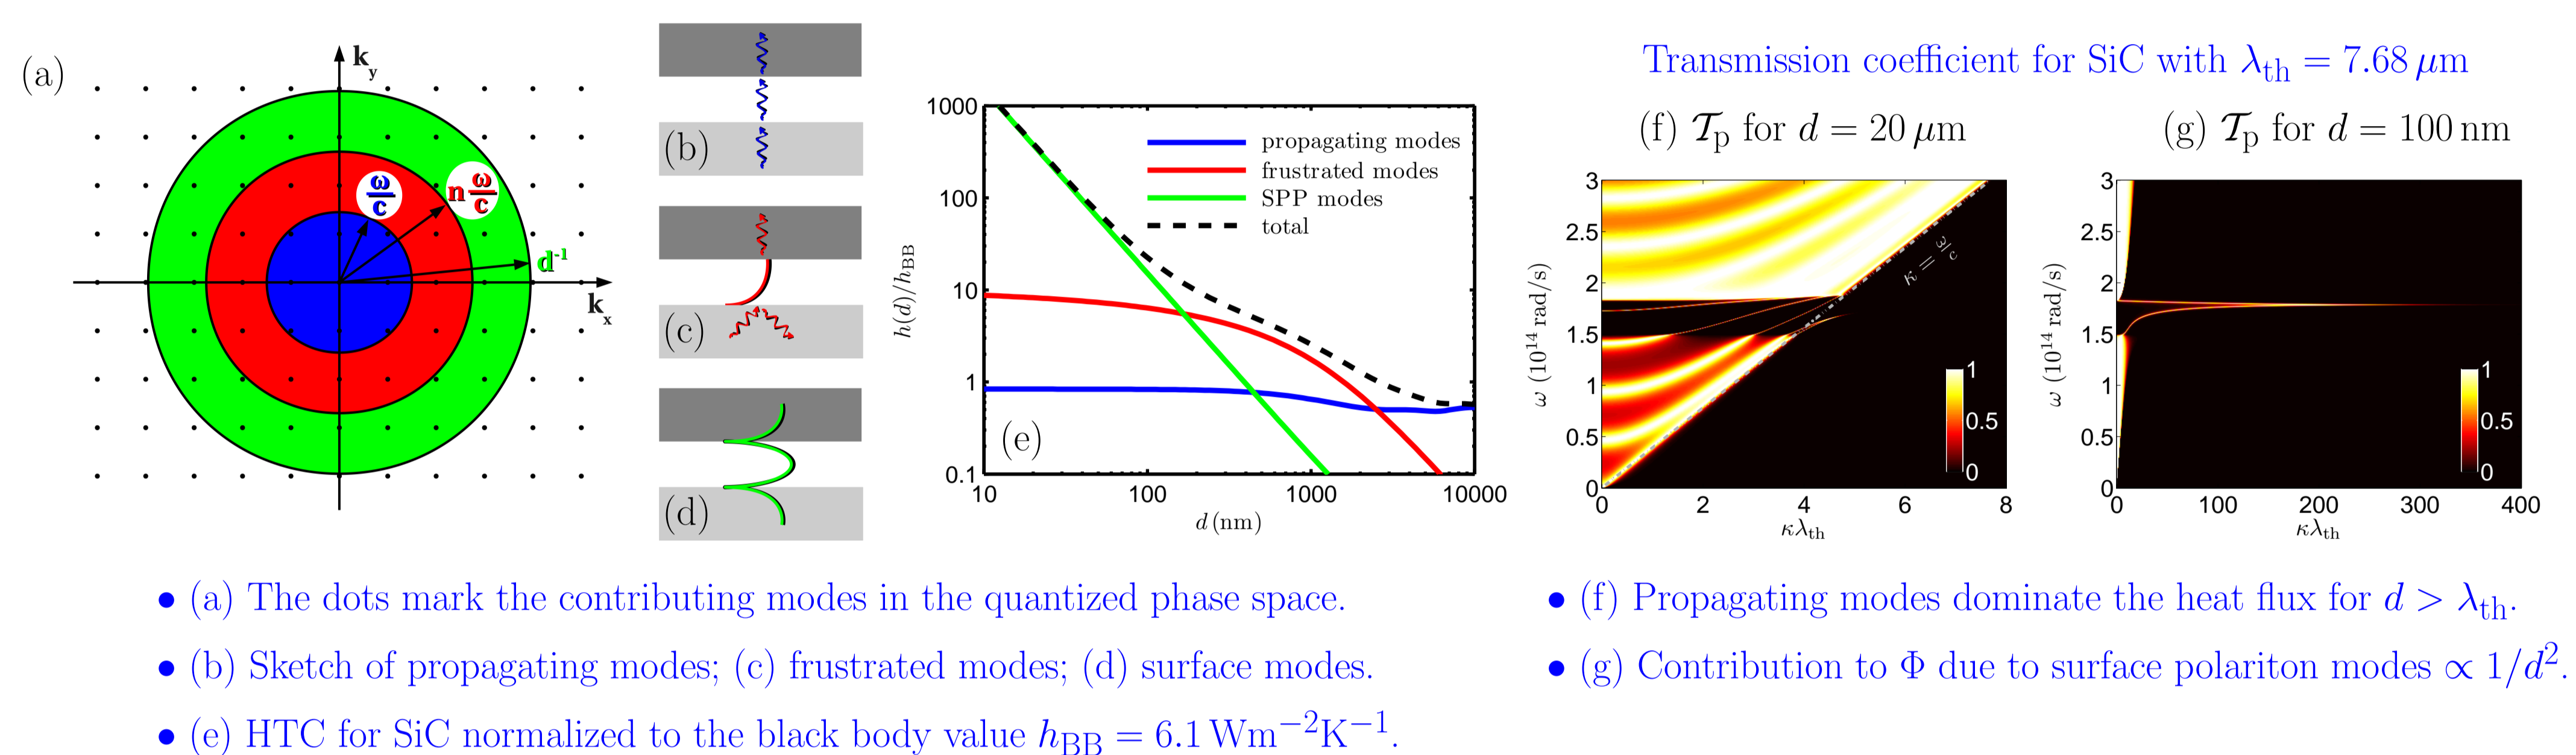 (a)
k_y
ω/c
n ω/c
d⁻¹
k_x
(b)
(c)
(d)
1000
100
10
1
0.1
h(d)/h_BB
propagating modes
frustrated modes
SPP modes
total
(e)
10 100 1000 10000
d (nm)
Transmission coefficient for SiC with λ_th = 7.68 μm
(f) 𝒯_p for d = 20 μm
3
2.5
2
1.5
1
0.5
0
ω (10¹⁴ rad/s)
κ = ω/c
1
0.5
0
0 2 4 6 8
κλ_th
(g) 𝒯_p for d = 100 nm
3
2.5
2
1.5
1
0.5
0
ω (10¹⁴ rad/s)
1
0.5
0
0 100 200 300 400
κλ_th
• (a) The dots mark the contributing modes in the quantized phase space.
• (b) Sketch of propagating modes; (c) frustrated modes; (d) surface modes.
• (e) HTC for SiC normalized to the black body value h_BB = 6.1 Wm⁻²K⁻¹.
• (f) Propagating modes dominate the heat flux for d > λ_th.
• (g) Contribution to Φ due to surface polariton modes ∝ 1/d².